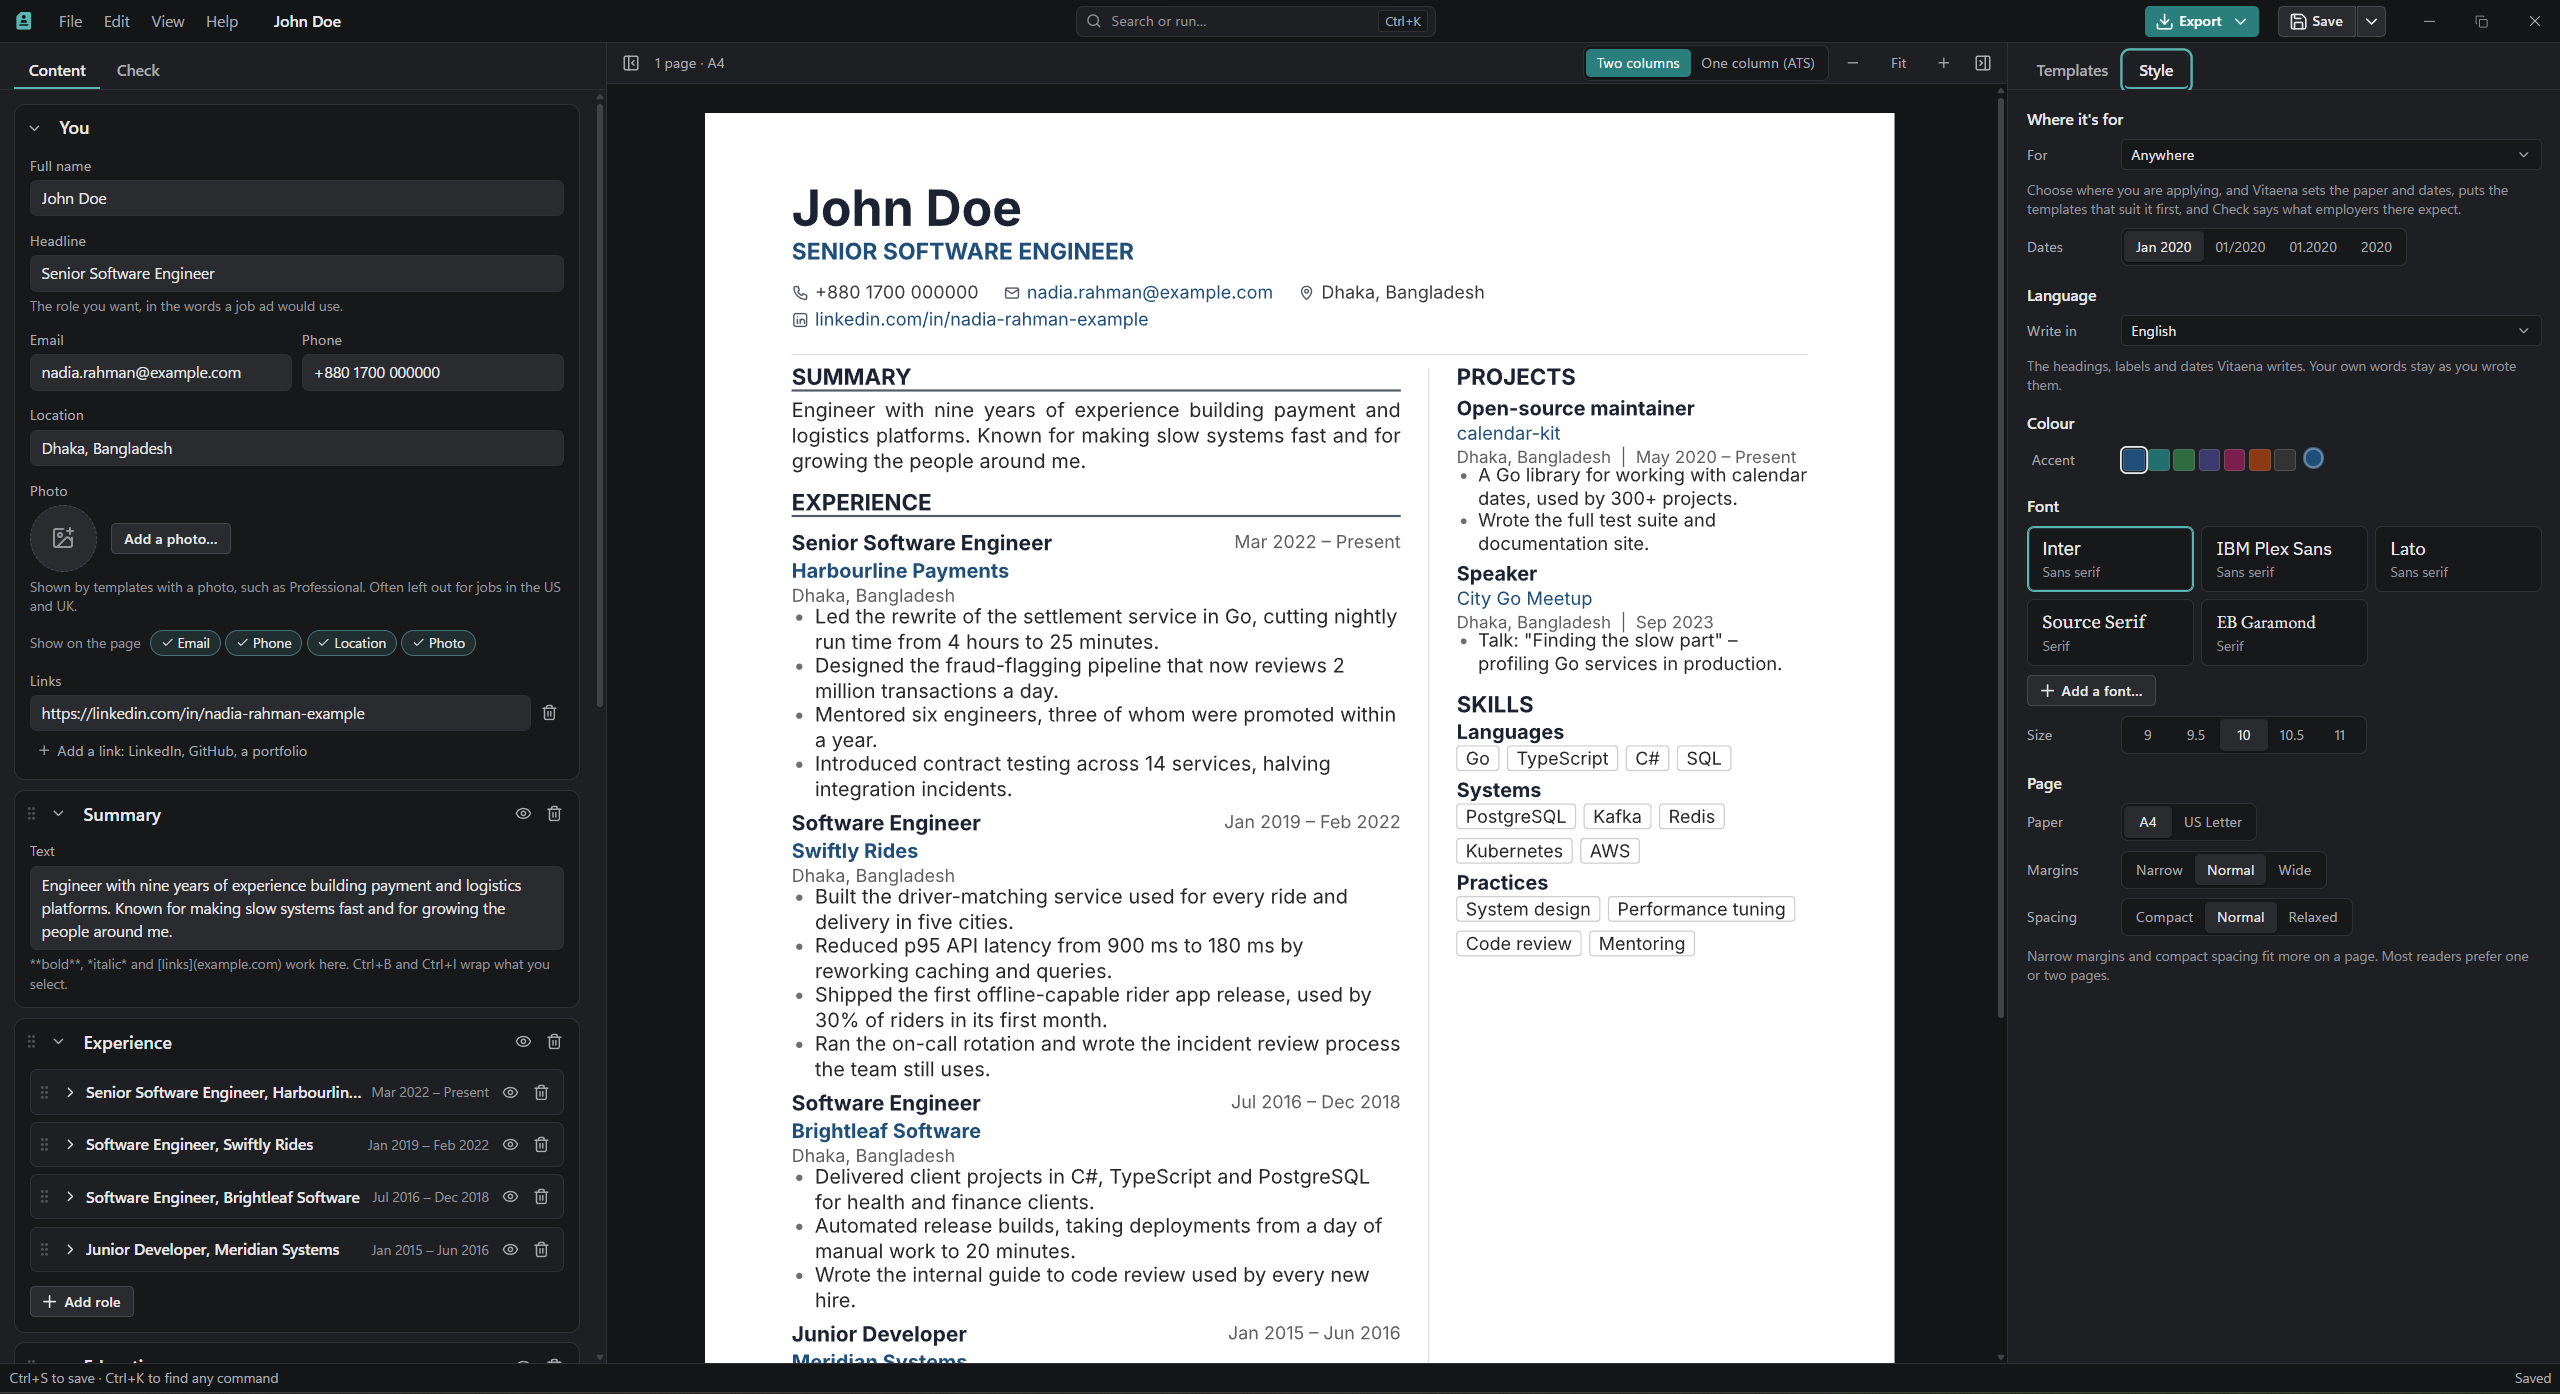 File Edit View Help John Doe
Search or run... Ctrl+K
Export Save
Content Check
You
Full name
John Doe
Headline
Senior Software Engineer
The role you want, in the words a job ad would use.
Email Phone
nadia.rahman@example.com +880 1700 000000
Location
Dhaka, Bangladesh
Photo
Add a photo...
Shown by templates with a photo, such as Professional. Often left out for jobs in the US
and UK.
Show on the page Email Phone Location Photo
Links
https://linkedin.com/in/nadia-rahman-example
+ Add a link: LinkedIn, GitHub, a portfolio
Summary
Text
Engineer with nine years of experience building payment and logistics
platforms. Known for making slow systems fast and for growing the
people around me.
**bold**, *italic* and [links](example.com) work here. Ctrl+B and Ctrl+I wrap what you
select.
Experience
Senior Software Engineer, Harbourlin... Mar 2022 – Present
Software Engineer, Swiftly Rides Jan 2019 – Feb 2022
Software Engineer, Brightleaf Software Jul 2016 – Dec 2018
Junior Developer, Meridian Systems Jan 2015 – Jun 2016
+ Add role
1 page · A4
Two columns One column (ATS) − Fit +
John Doe
SENIOR SOFTWARE ENGINEER
+880 1700 000000 nadia.rahman@example.com Dhaka, Bangladesh
linkedin.com/in/nadia-rahman-example
SUMMARY
Engineer with nine years of experience building payment and
logistics platforms. Known for making slow systems fast and for
growing the people around me.
EXPERIENCE
Senior Software Engineer Mar 2022 – Present
Harbourline Payments
Dhaka, Bangladesh
• Led the rewrite of the settlement service in Go, cutting nightly
run time from 4 hours to 25 minutes.
• Designed the fraud-flagging pipeline that now reviews 2
million transactions a day.
• Mentored six engineers, three of whom were promoted within
a year.
• Introduced contract testing across 14 services, halving
integration incidents.
Software Engineer Jan 2019 – Feb 2022
Swiftly Rides
Dhaka, Bangladesh
• Built the driver-matching service used for every ride and
delivery in five cities.
• Reduced p95 API latency from 900 ms to 180 ms by
reworking caching and queries.
• Shipped the first offline-capable rider app release, used by
30% of riders in its first month.
• Ran the on-call rotation and wrote the incident review process
the team still uses.
Software Engineer Jul 2016 – Dec 2018
Brightleaf Software
Dhaka, Bangladesh
• Delivered client projects in C#, TypeScript and PostgreSQL
for health and finance clients.
• Automated release builds, taking deployments from a day of
manual work to 20 minutes.
• Wrote the internal guide to code review used by every new
hire.
Junior Developer Jan 2015 – Jun 2016
Meridian Systems
PROJECTS
Open-source maintainer
calendar-kit
Dhaka, Bangladesh | May 2020 – Present
• A Go library for working with calendar
dates, used by 300+ projects.
• Wrote the full test suite and
documentation site.
Speaker
City Go Meetup
Dhaka, Bangladesh | Sep 2023
• Talk: "Finding the slow part" –
profiling Go services in production.
SKILLS
Languages
Go TypeScript C# SQL
Systems
PostgreSQL Kafka Redis
Kubernetes AWS
Practices
System design Performance tuning
Code review Mentoring
Templates Style
Where it's for
For Anywhere
Choose where you are applying, and Vitaena sets the paper and dates, puts the
templates that suit it first, and Check says what employers there expect.
Dates Jan 2020 01/2020 01.2020 2020
Language
Write in English
The headings, labels and dates Vitaena writes. Your own words stay as you wrote
them.
Colour
Accent
Font
Inter IBM Plex Sans Lato
Sans serif Sans serif Sans serif
Source Serif EB Garamond
Serif Serif
+ Add a font...
Size 9 9.5 10 10.5 11
Page
Paper A4 US Letter
Margins Narrow Normal Wide
Spacing Compact Normal Relaxed
Narrow margins and compact spacing fit more on a page. Most readers prefer one
or two pages.
Ctrl+S to save · Ctrl+K to find any command Saved